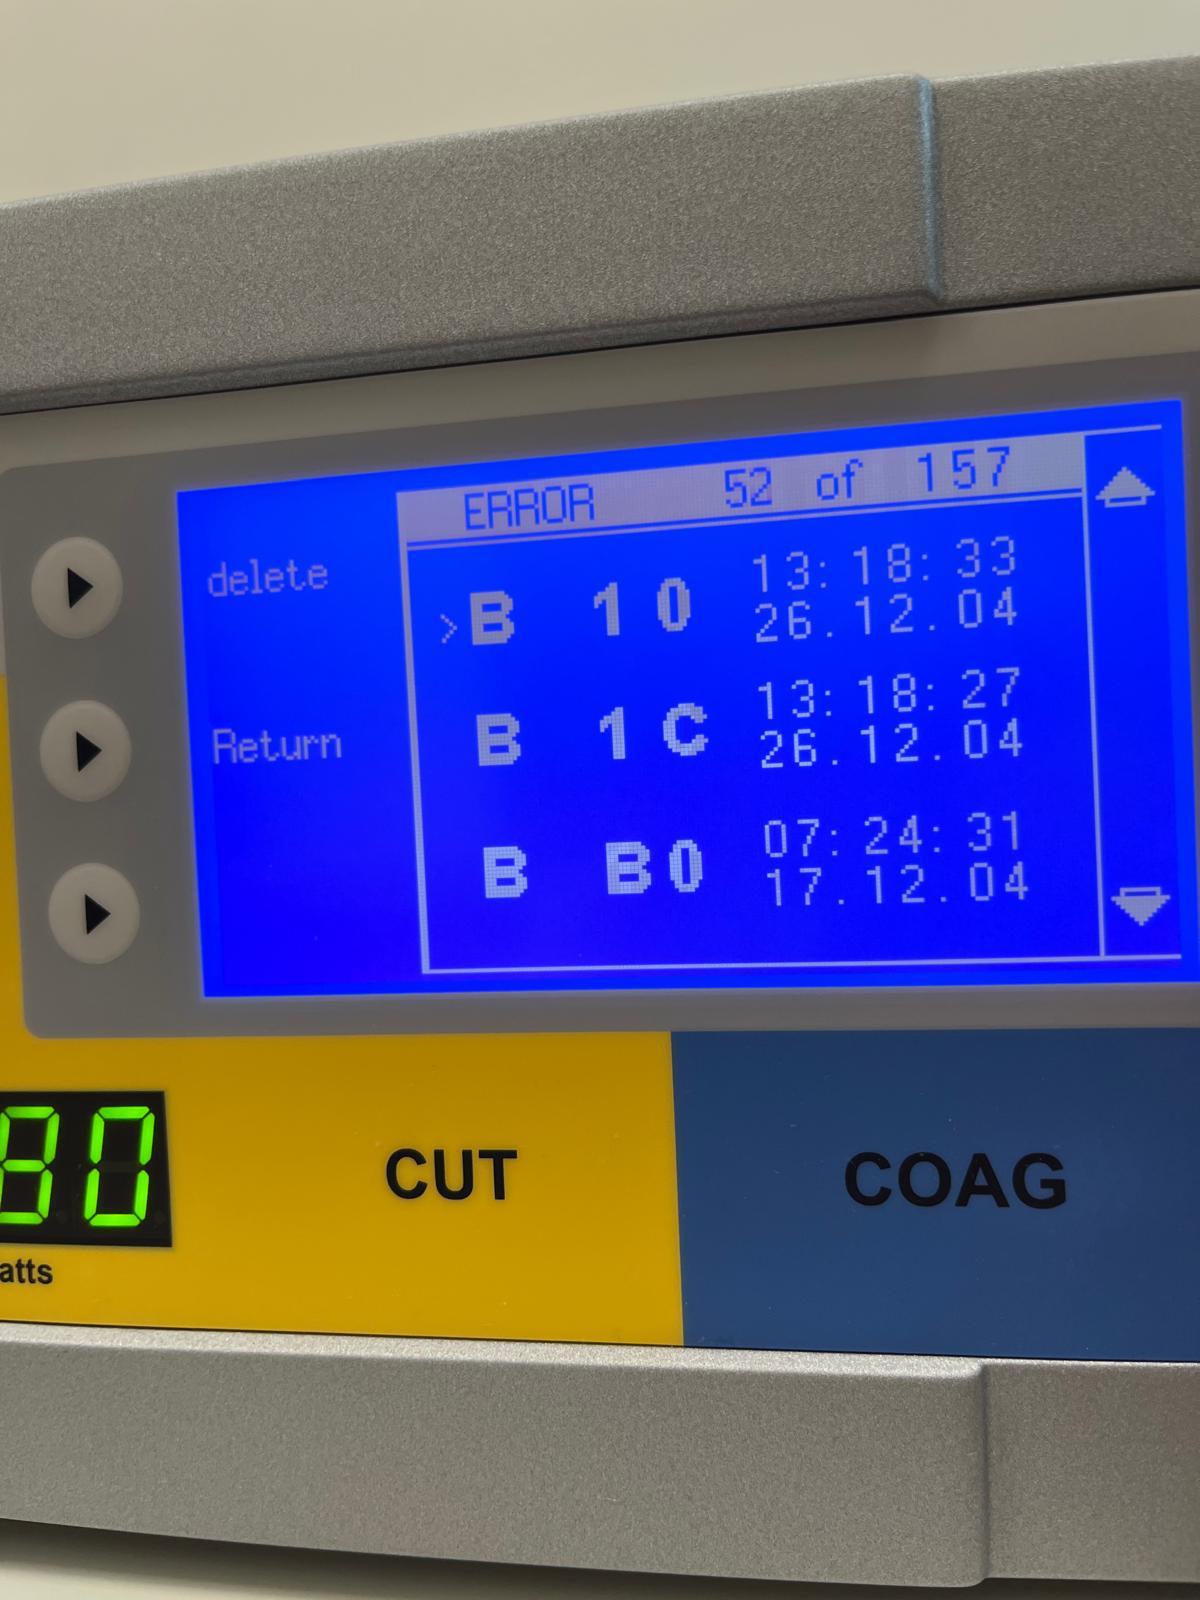 ERROR 52 of 157
delete
>B 10 13:18:33
26.12.04
Return
B 1C 13:18:27
26.12.04
B B0 07:24:31
17.12.04
80
CUT
COAG
atts